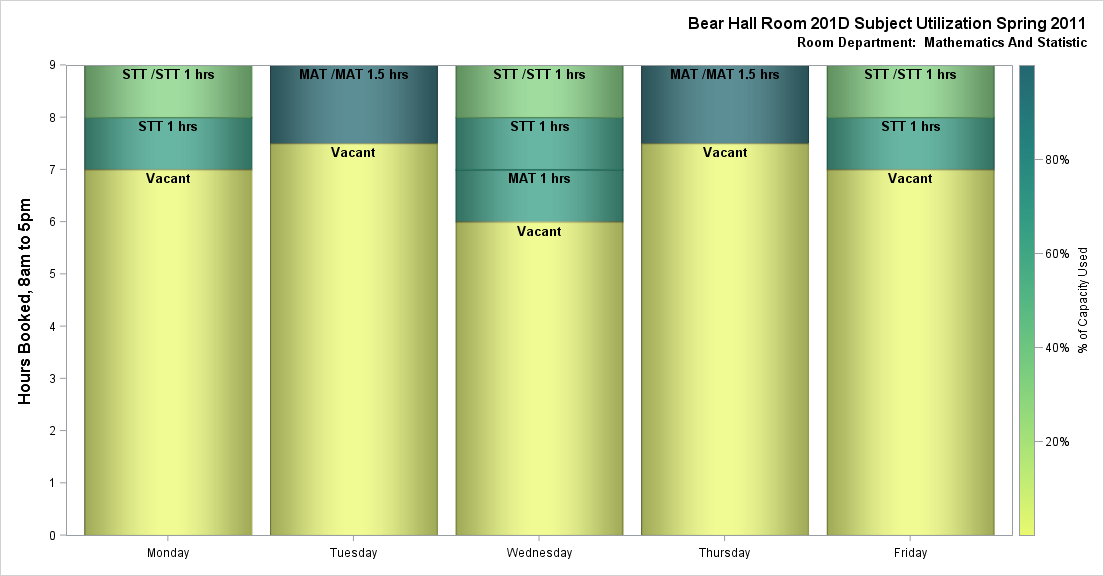 Bear Hall Room 201D Subject Utilization Spring 2011
Room Department:  Mathematics And Statistic
Hours Booked, 8am to 5pm
9
8
7
6
5
4
3
2
1
0
STT /STT 1 hrs
STT 1 hrs
Vacant
MAT /MAT 1.5 hrs
Vacant
STT /STT 1 hrs
STT 1 hrs
MAT 1 hrs
Vacant
MAT /MAT 1.5 hrs
Vacant
STT /STT 1 hrs
STT 1 hrs
Vacant
Monday
Tuesday
Wednesday
Thursday
Friday
80%
60%
40%
20%
% of Capacity Used